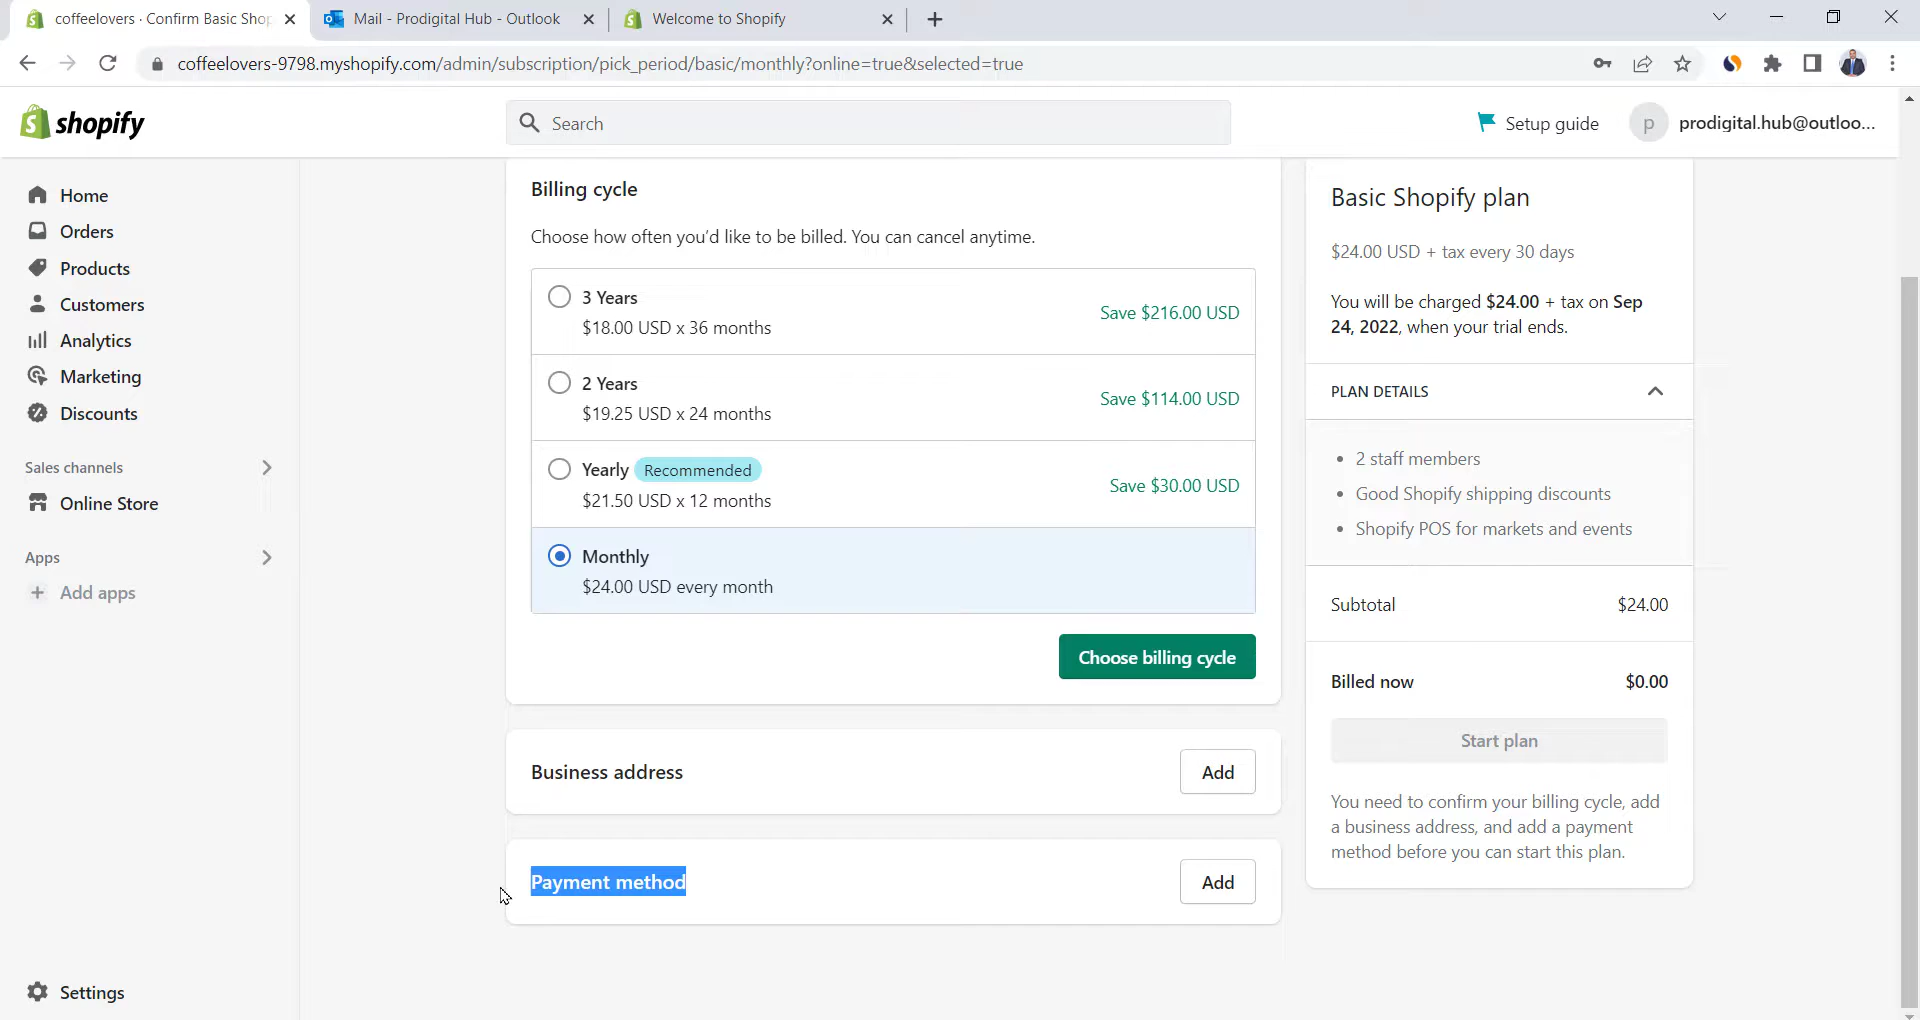 coffeelovers · Confirm Basic Shop
Mail - Prodigital Hub - Outlook
Welcome to Shopify
coffeelovers-9798.myshopify.com/admin/subscription/pick_period/basic/monthly?online=true&selected=true
shopify
Search
Setup guide
p
prodigital.hub@outloo...
Home
Orders
Products
Customers
Analytics
Marketing
Discounts
Sales channels
Online Store
Apps
Add apps
Settings
Billing cycle
Choose how often you'd like to be billed. You can cancel anytime.
3 Years
$18.00 USD x 36 months
Save $216.00 USD
2 Years
$19.25 USD x 24 months
Save $114.00 USD
Yearly Recommended
$21.50 USD x 12 months
Save $30.00 USD
Monthly
$24.00 USD every month
Choose billing cycle
Business address
Add
Payment method
Add
Basic Shopify plan
$24.00 USD + tax every 30 days
You will be charged $24.00 + tax on Sep
24, 2022, when your trial ends.
PLAN DETAILS
• 2 staff members
• Good Shopify shipping discounts
• Shopify POS for markets and events
Subtotal $24.00
Billed now $0.00
Start plan
You need to confirm your billing cycle, add
a business address, and add a payment
method before you can start this plan.